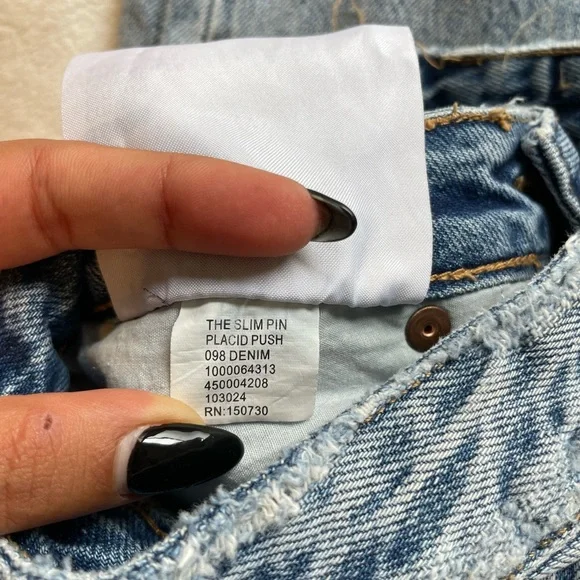 THE SLIM PIN
PLACID PUSH
098 DENIM
1000064313
450004208
103024
RN:150730